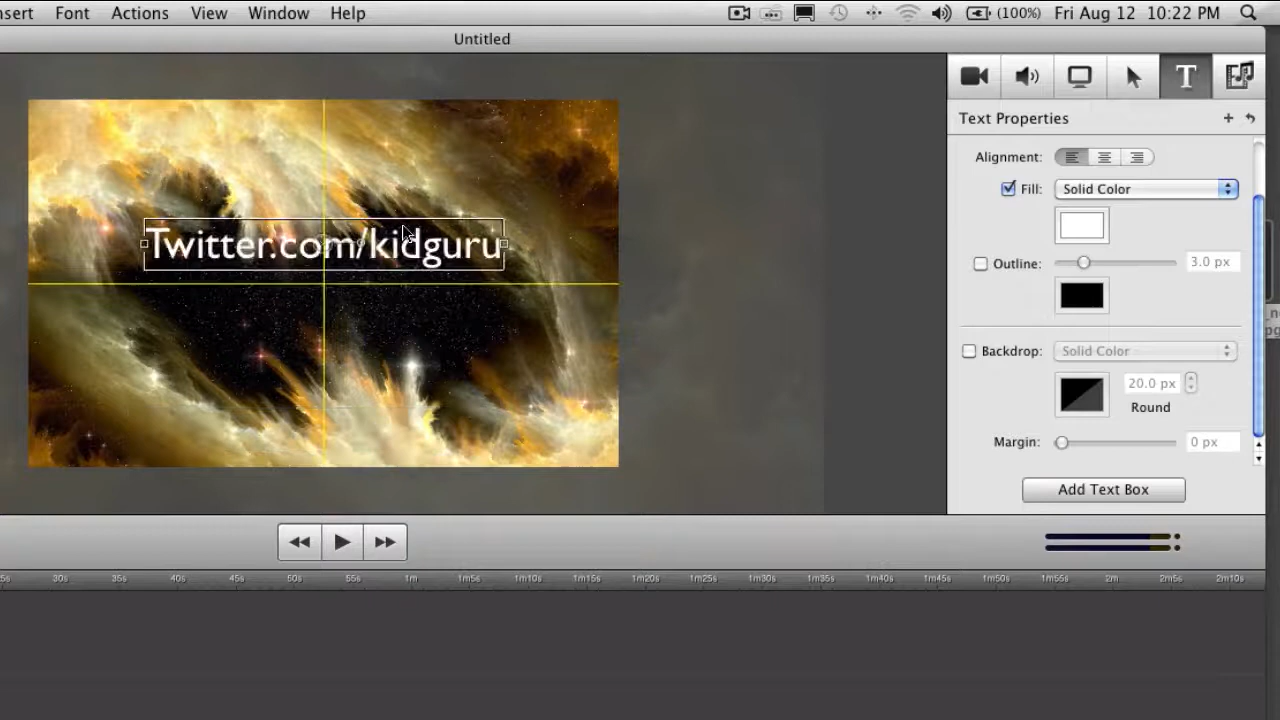 nsert Font Actions View Window Help (100%) Fri Aug 12 10:22 PM
Untitled
T
Text Properties
Alignment:
Fill: Solid Color
Twitter.com/kidguru
Outline: 3.0 px
Backdrop: Solid Color
20.0 px
Round
Margin: 0 px
Add Text Box
5s 30s 35s 40s 45s 50s 55s 1m 1m5s 1m10s 1m15s 1m20s 1m25s 1m30s 1m35s 1m40s 1m45s 1m50s 1m55s 2m 2m5s 2m10s